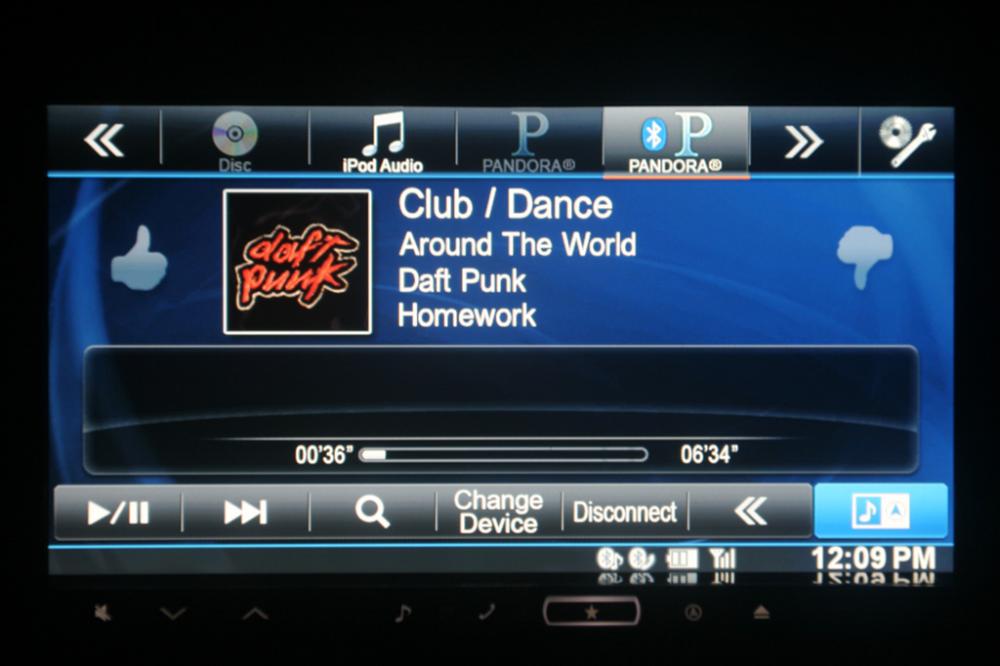 Disc
iPod Audio
P
PANDORA®
P
PANDORA®
daft
punk
Club / Dance
Around The World
Daft Punk
Homework
00'36"
06'34"
Change
Device
Disconnect
12:09 PM